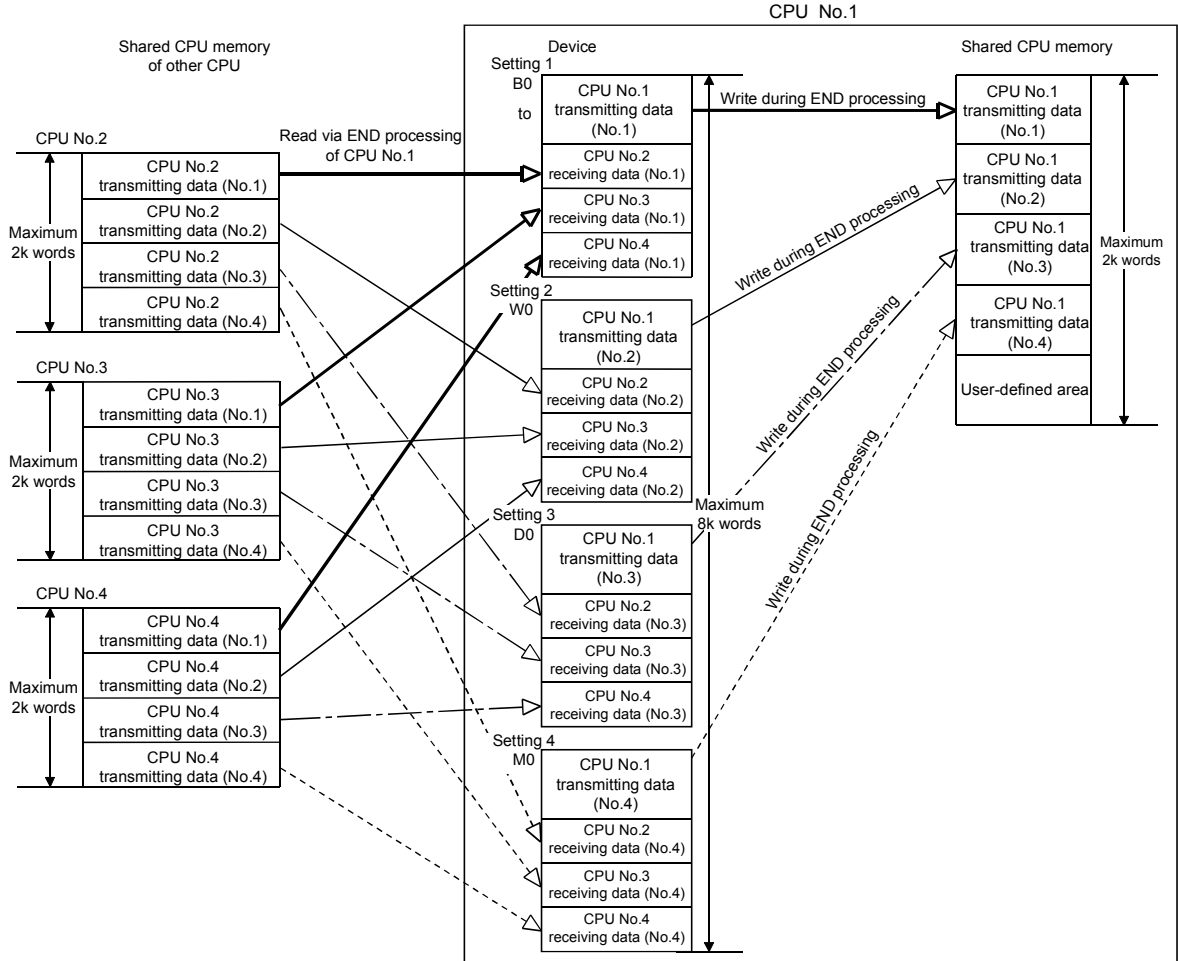 CPU No.1
Shared CPU memory
of other CPU
CPU No.2
Maximum
2k words
CPU No.2
transmitting data (No.1)
CPU No.2
transmitting data (No.2)
CPU No.2
transmitting data (No.3)
CPU No.2
transmitting data (No.4)
CPU No.3
Maximum
2k words
CPU No.3
transmitting data (No.1)
CPU No.3
transmitting data (No.2)
CPU No.3
transmitting data (No.3)
CPU No.3
transmitting data (No.4)
CPU No.4
Maximum
2k words
CPU No.4
transmitting data (No.1)
CPU No.4
transmitting data (No.2)
CPU No.4
transmitting data (No.3)
CPU No.4
transmitting data (No.4)
Read via END processing
of CPU No.1
Device
Setting 1
B0
to
CPU No.1
transmitting data
(No.1)
CPU No.2
receiving data (No.1)
CPU No.3
receiving data (No.1)
CPU No.4
receiving data (No.1)
Setting 2
W0
CPU No.1
transmitting data
(No.2)
CPU No.2
receiving data (No.2)
CPU No.3
receiving data (No.2)
CPU No.4
receiving data (No.2)
Setting 3
D0
CPU No.1
transmitting data
(No.3)
CPU No.2
receiving data (No.3)
CPU No.3
receiving data (No.3)
CPU No.4
receiving data (No.3)
Setting 4
M0
CPU No.1
transmitting data
(No.4)
CPU No.2
receiving data (No.4)
CPU No.3
receiving data (No.4)
CPU No.4
receiving data (No.4)
Maximum
8k words
Write during END processing
Write during END processing
Write during END processing
Write during END processing
Shared CPU memory
CPU No.1
transmitting data
(No.1)
CPU No.1
transmitting data
(No.2)
CPU No.1
transmitting data
(No.3)
CPU No.1
transmitting data
(No.4)
User-defined area
Maximum
2k words